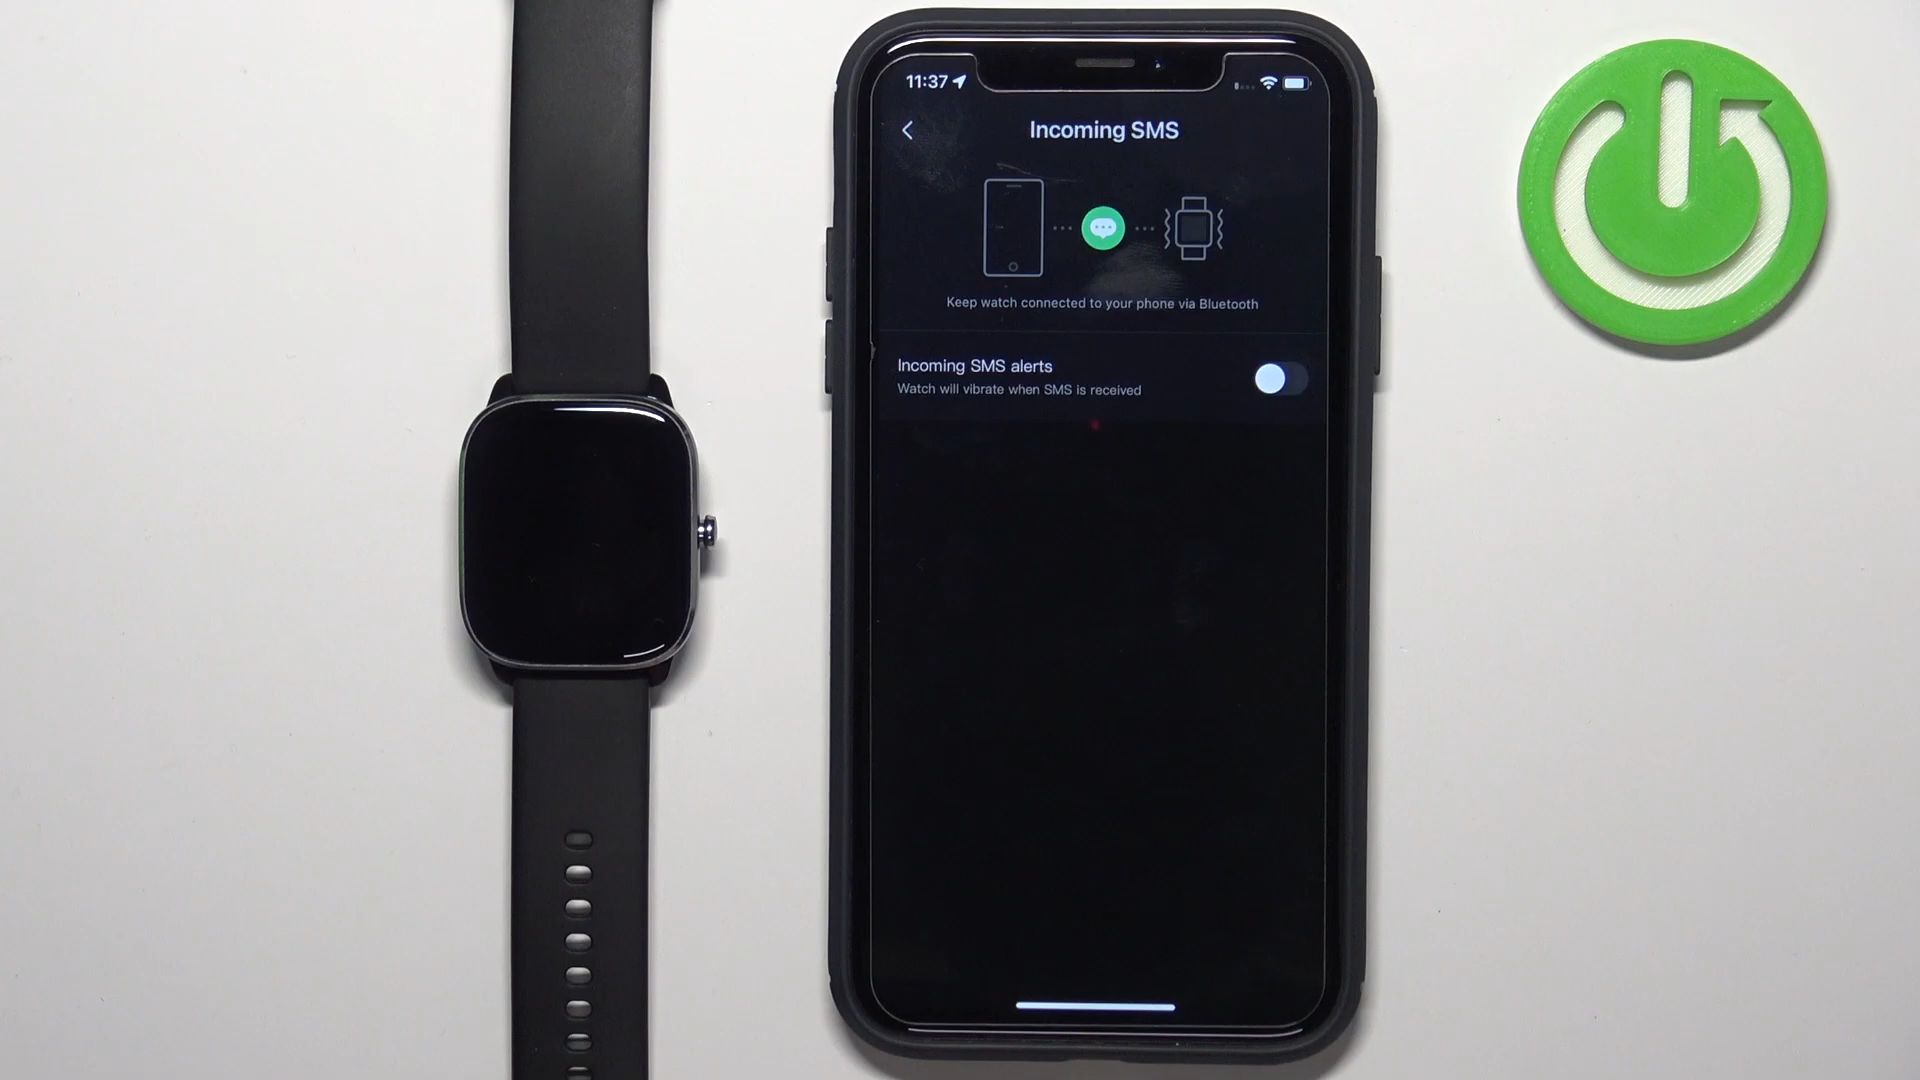 11:37
Incoming SMS
Keep watch connected to your phone via Bluetooth
Incoming SMS alerts
Watch will vibrate when SMS is received